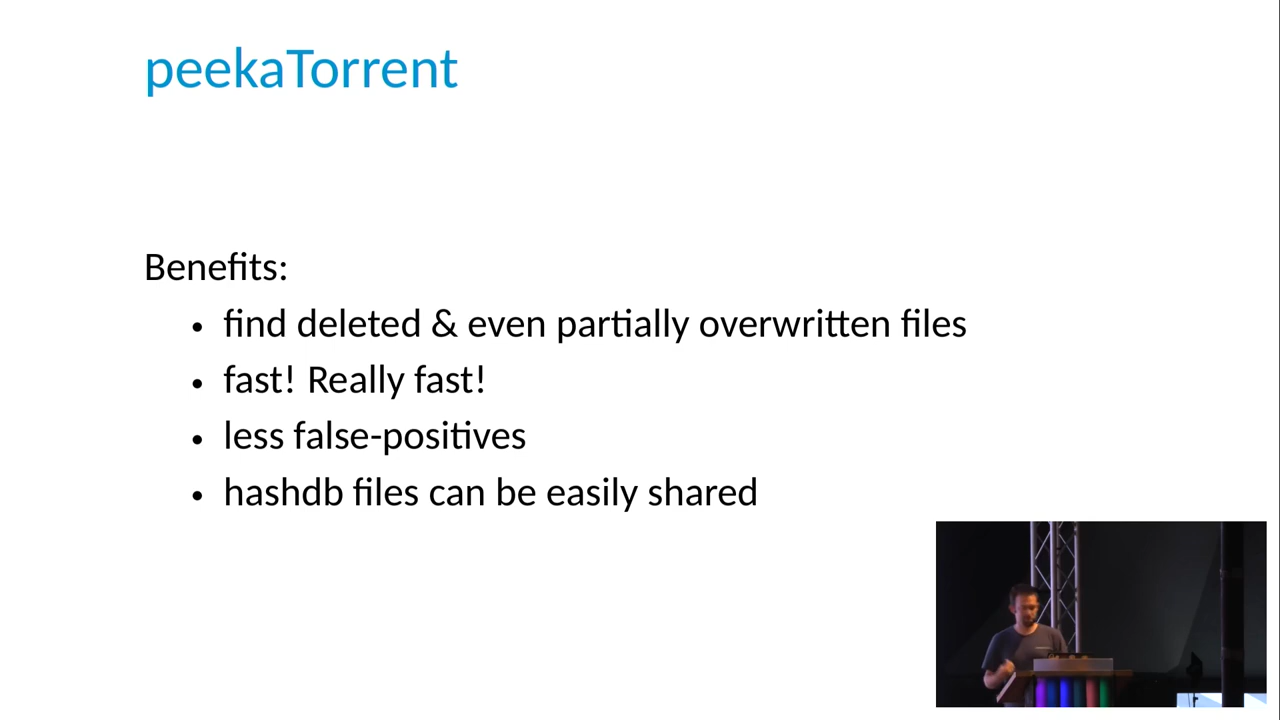 peekaTorrent
Benefits:
• find deleted & even partially overwritten files
• fast! Really fast!
• less false-positives
• hashdb files can be easily shared